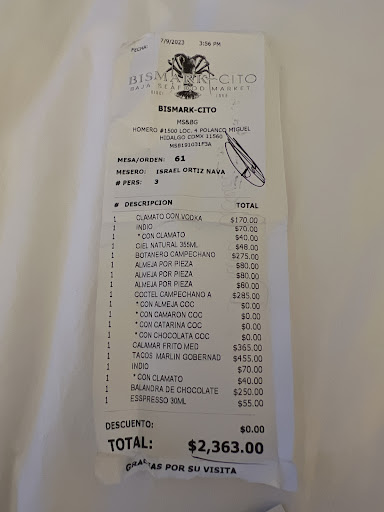 FECHA: 7/9/2023 3:56 PM
BISMARK-CITO
BAJA SEAFOOD MARKET
BISMARK-CITO
MS&BG
HOMERO #1500 LOC. 4 POLANCO MIGUEL
HIDALGO CDMX 11560
MSB191031F3A
MESA/ORDEN: 61
MESERO: ISRAEL ORTIZ NAVA
# PERS: 3
# DESCRIPCION TOTAL
1 CLAMATO CON VODKA $170.00
1 INDIO $70.00
1 * CON CLAMATO $40.00
1 CIEL NATURAL 355ML $48.00
1 BOTANERO CAMPECHANO $275.00
1 ALMEJA POR PIEZA $80.00
1 ALMEJA POR PIEZA $80.00
1 ALMEJA POR PIEZA $80.00
1 COCTEL CAMPECHANO A $285.00
1 * CON ALMEJA COC $0.00
1 * CON CAMARON COC $0.00
1 * CON CATARINA COC $0.00
1 * CON CHOCOLATA COC $0.00
1 CALAMAR FRITO MED $365.00
1 TACOS MARLIN GOBERNAD $455.00
1 INDIO $70.00
1 * CON CLAMATO $40.00
1 BALANDRA DE CHOCOLATE $250.00
1 ESSPRESSO 30ML $55.00
DESCUENTO: $0.00
TOTAL: $2,363.00
GRACIAS POR SU VISITA